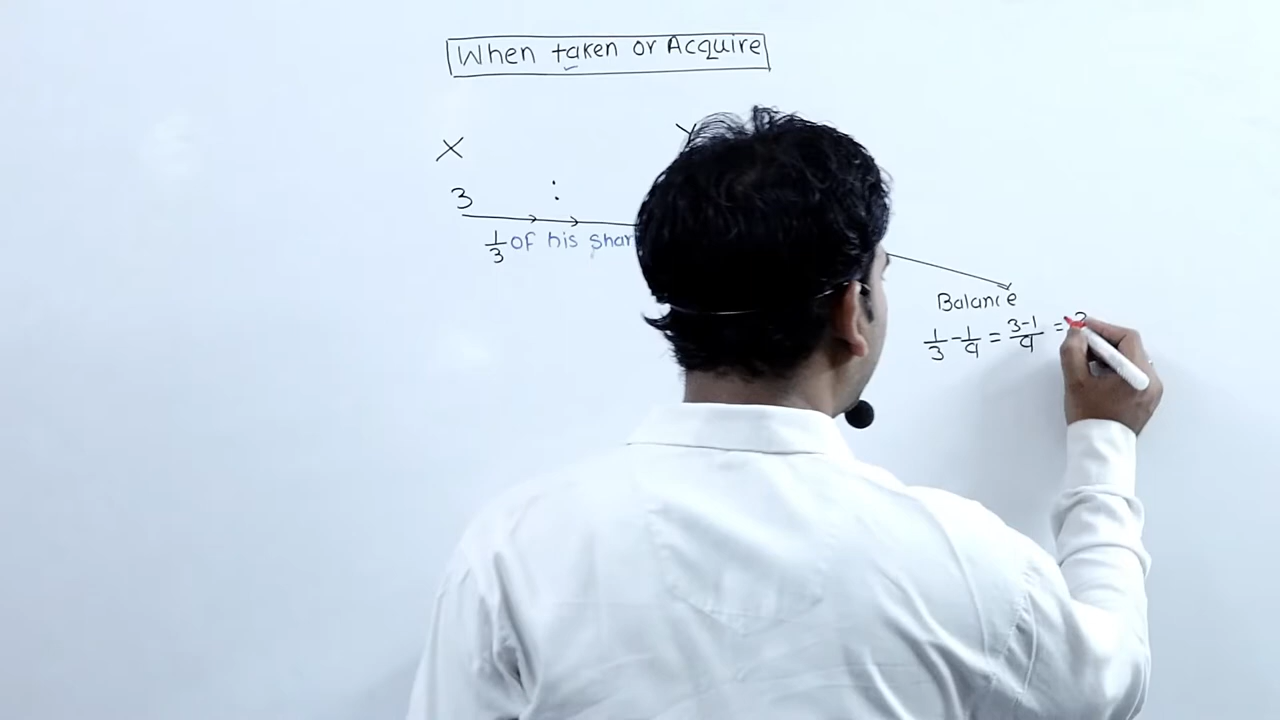 When taken or Acquire
X Y
3 :
1/3 of his shar
Balance
1/3 - 1/9 = 3-1/9 = 2